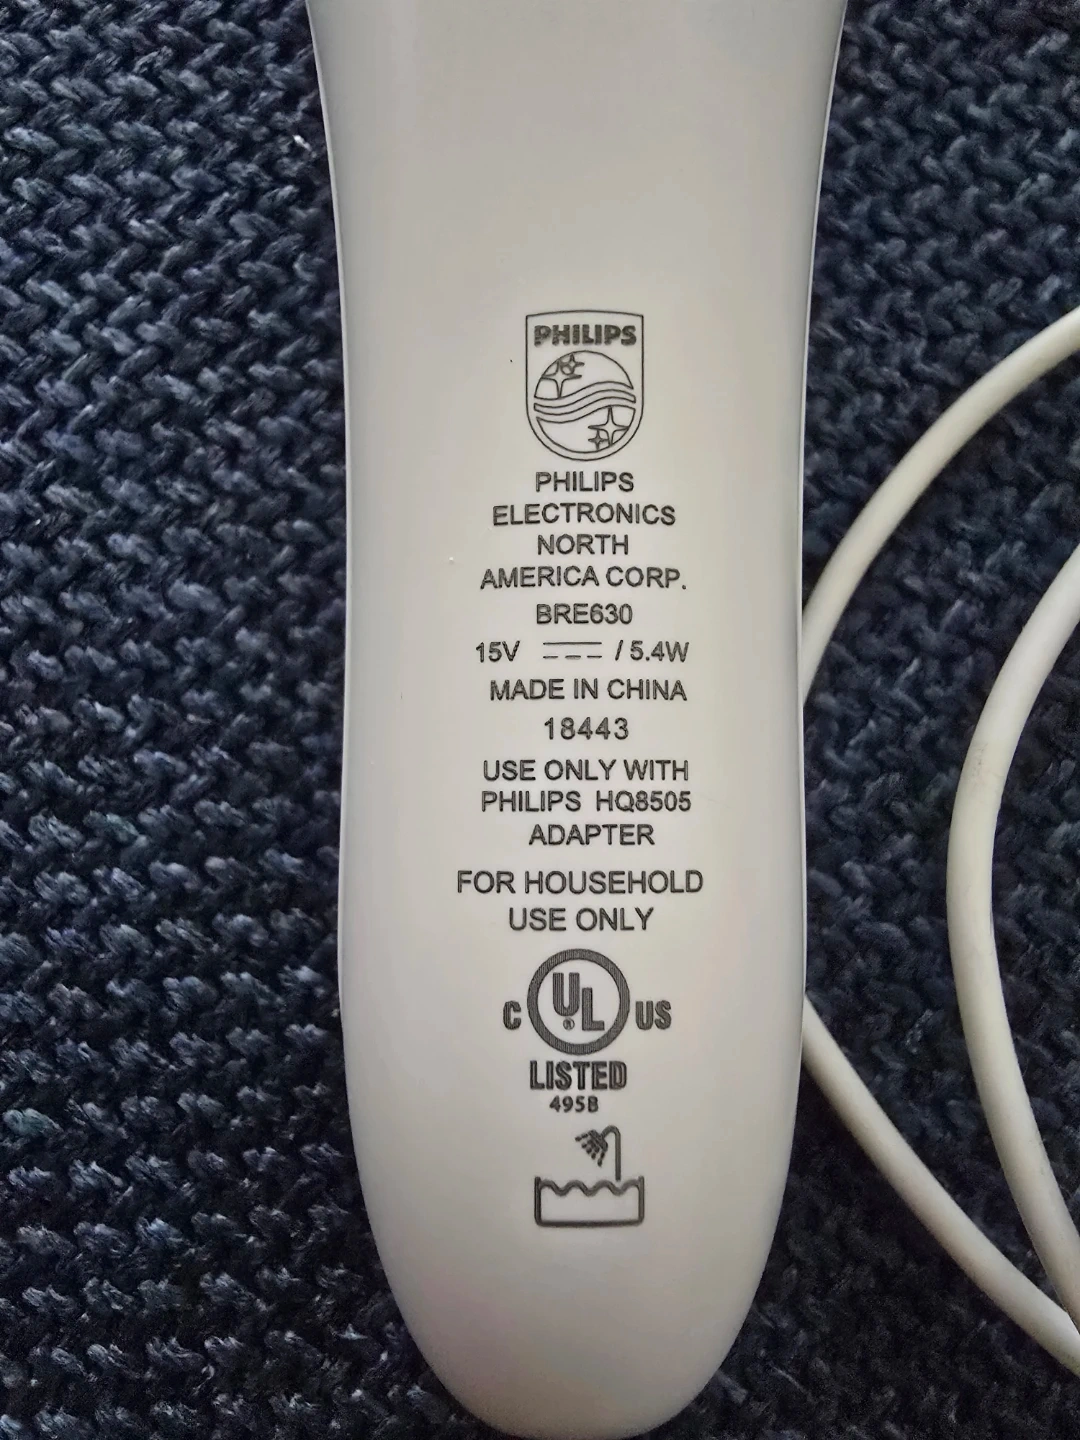 PHILIPS
PHILIPS
ELECTRONICS
NORTH
AMERICA CORP.
BRE630
15V ⎓ / 5.4W
MADE IN CHINA
18443
USE ONLY WITH
PHILIPS HQ8505
ADAPTER
FOR HOUSEHOLD
USE ONLY
C UL® US
LISTED
495B